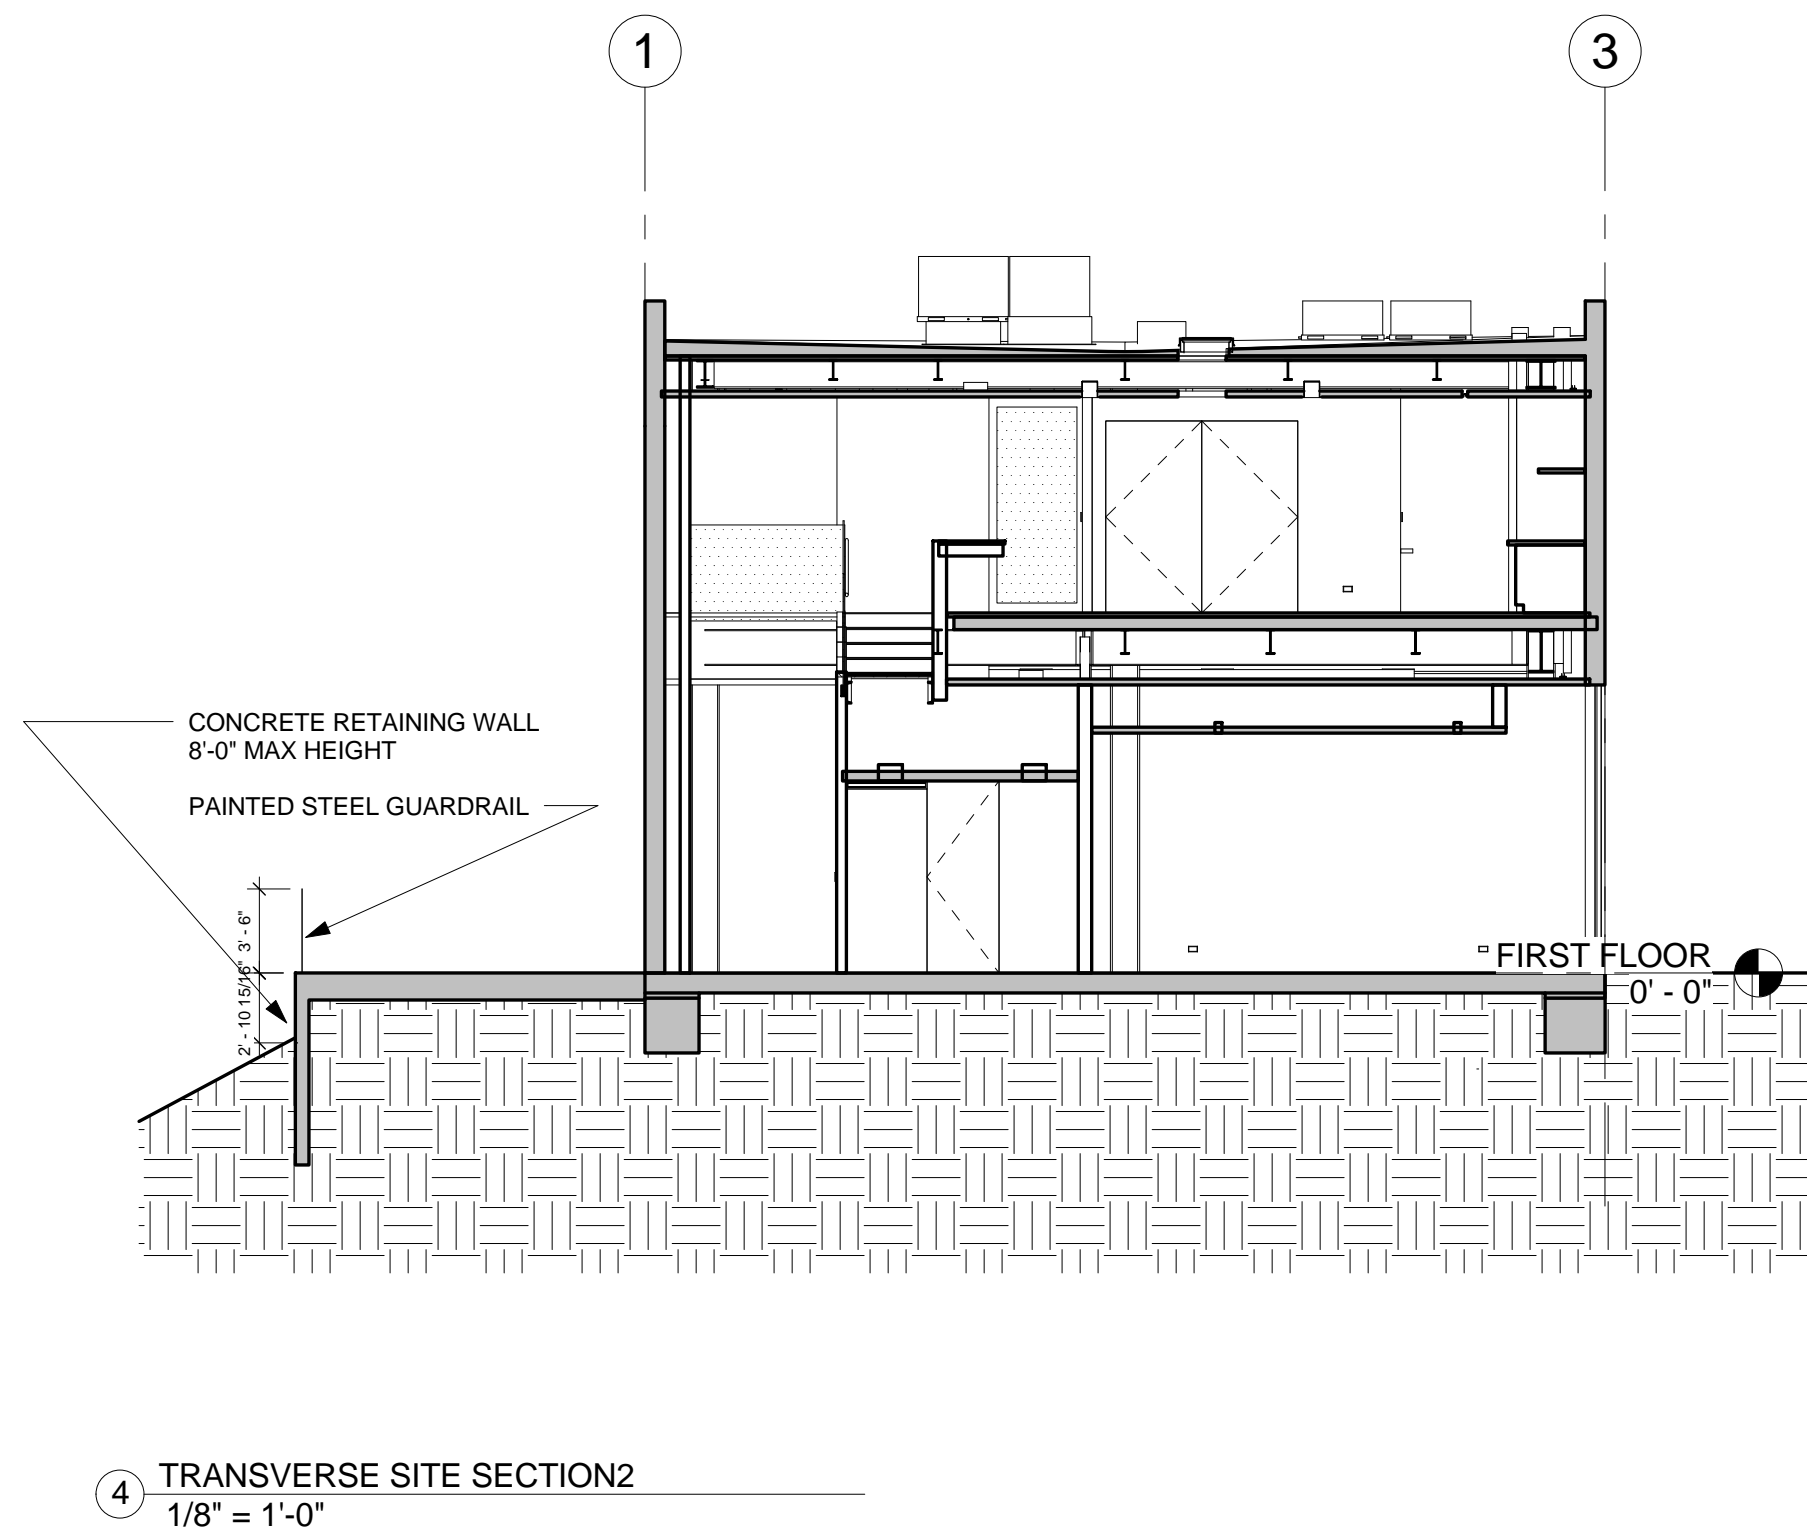 1
3
CONCRETE RETAINING WALL
8'-0" MAX HEIGHT
PAINTED STEEL GUARDRAIL
3' - 6"
2' - 10 15/16"
FIRST FLOOR
0' - 0"
4
TRANSVERSE SITE SECTION2
1/8" = 1'-0"